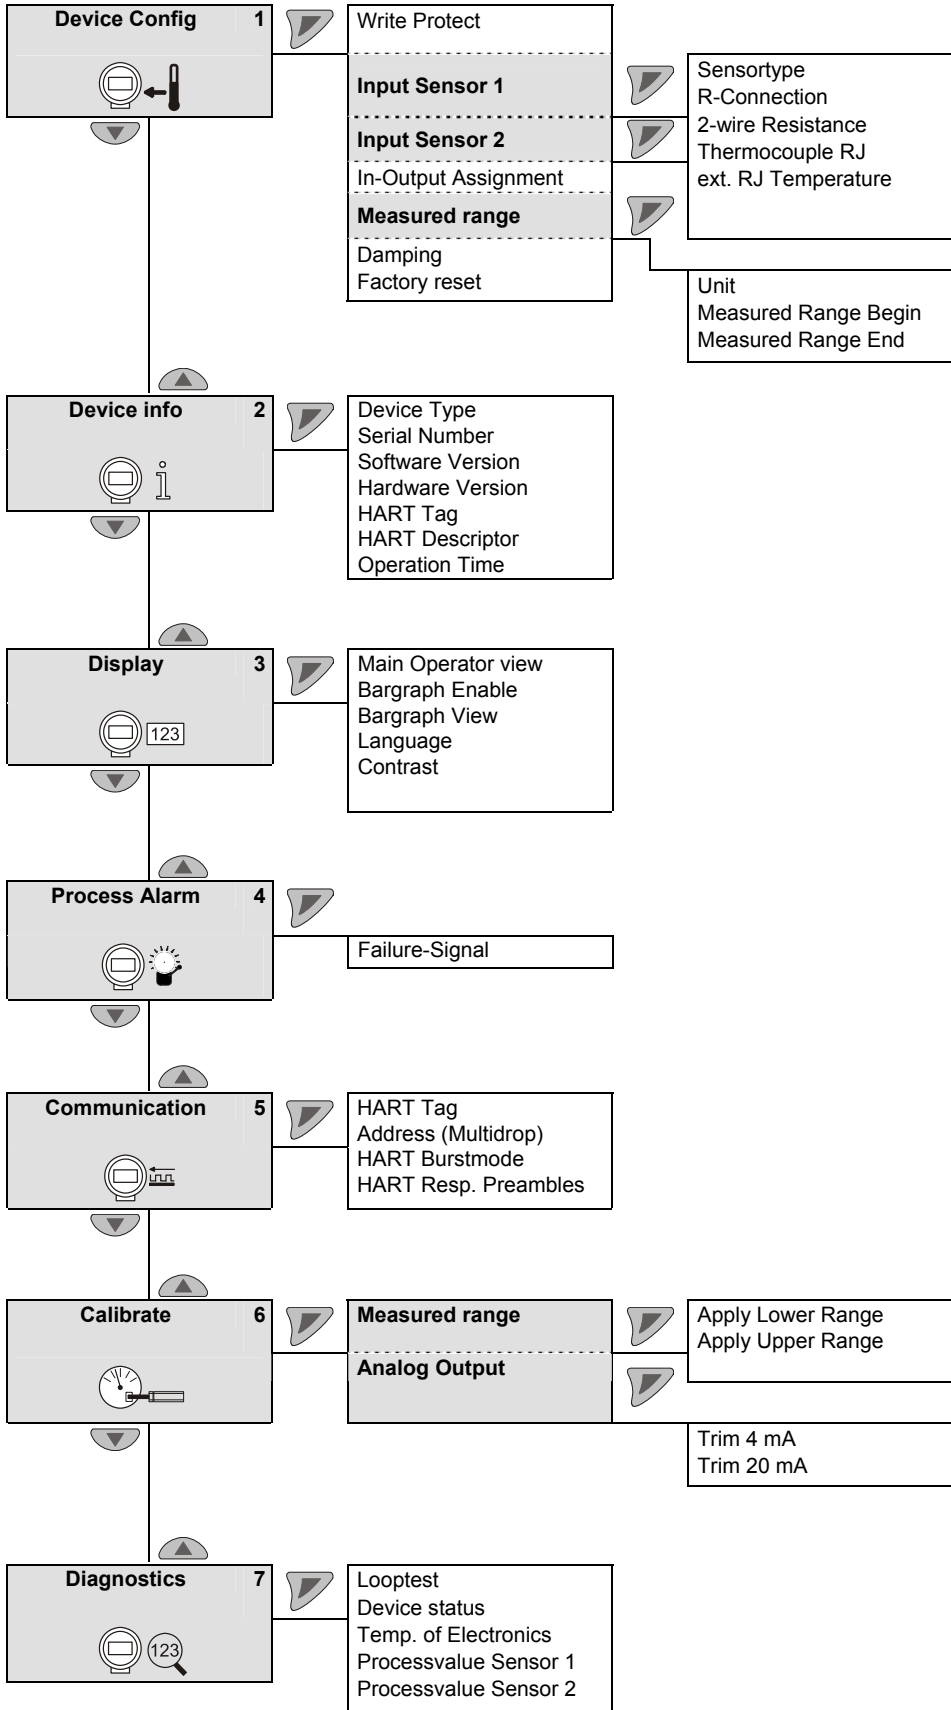 Device Config 1
Write Protect
Input Sensor 1
Input Sensor 2
In-Output Assignment
Measured range
Damping
Factory reset
Sensortype
R-Connection
2-wire Resistance
Thermocouple RJ
ext. RJ Temperature
Unit
Measured Range Begin
Measured Range End
Device info 2
Device Type
Serial Number
Software Version
Hardware Version
HART Tag
HART Descriptor
Operation Time
Display 3
123
Main Operator view
Bargraph Enable
Bargraph View
Language
Contrast
Process Alarm 4
Failure-Signal
Communication 5
HART Tag
Address (Multidrop)
HART Burstmode
HART Resp. Preambles
Calibrate 6
Measured range
Analog Output
Apply Lower Range
Apply Upper Range
Trim 4 mA
Trim 20 mA
Diagnostics 7
123
Looptest
Device status
Temp. of Electronics
Processvalue Sensor 1
Processvalue Sensor 2